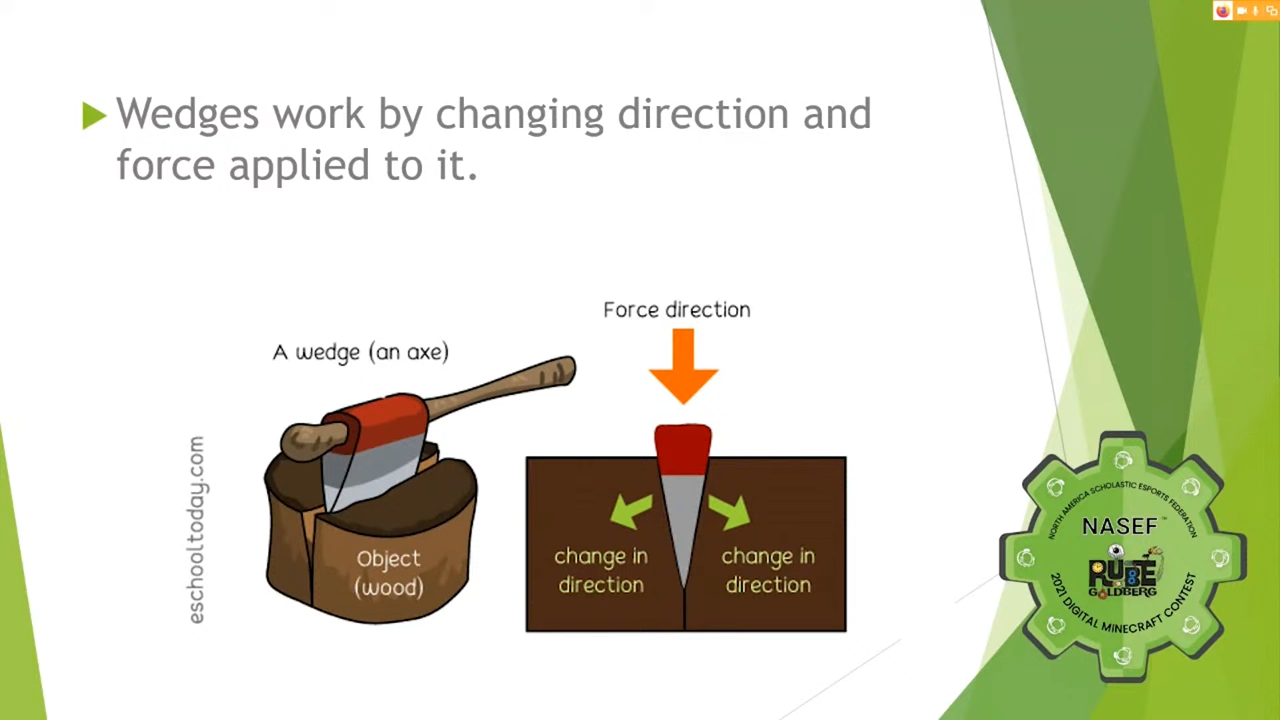 Wedges work by changing direction and
force applied to it.
Force direction
A wedge (an axe)
eschooltoday.com
Object
(wood)
change in
direction
change in
direction
NORTH AMERICA SCHOLASTIC ESPORTS FEDERATION
NASEF™
RUBE
GOLDBERG
2021 DIGITAL MINECRAFT CONTEST